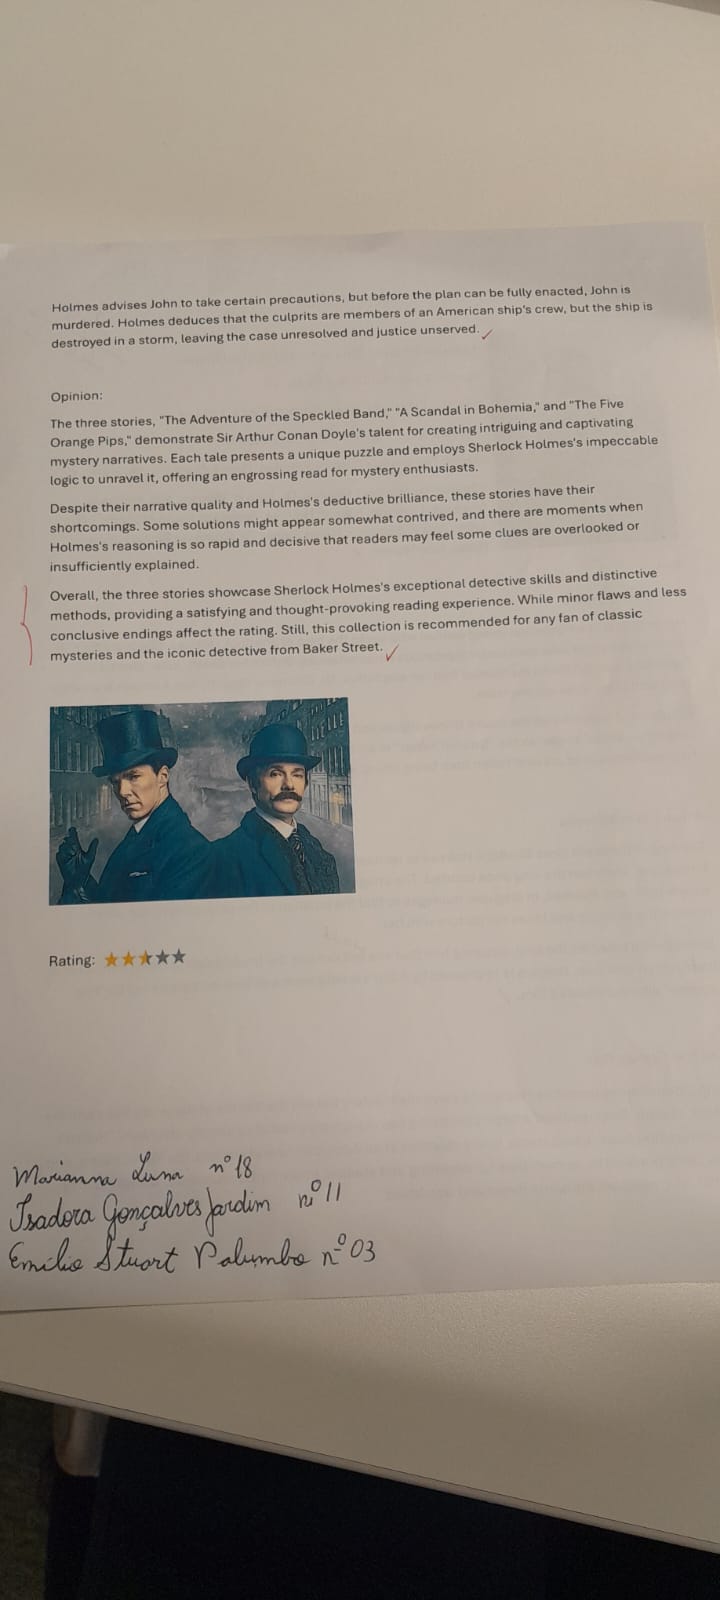 Holmes advises John to take certain precautions, but before the plan can be fully enacted, John is
murdered. Holmes deduces that the culprits are members of an American ship's crew, but the ship is
destroyed in a storm, leaving the case unresolved and justice unserved.
Opinion:
The three stories, "The Adventure of the Speckled Band," "A Scandal in Bohemia," and "The Five
Orange Pips," demonstrate Sir Arthur Conan Doyle's talent for creating intriguing and captivating
mystery narratives. Each tale presents a unique puzzle and employs Sherlock Holmes's impeccable
logic to unravel it, offering an engrossing read for mystery enthusiasts.
Despite their narrative quality and Holmes's deductive brilliance, these stories have their
shortcomings. Some solutions might appear somewhat contrived, and there are moments when
Holmes's reasoning is so rapid and decisive that readers may feel some clues are overlooked or
insufficiently explained.
Overall, the three stories showcase Sherlock Holmes's exceptional detective skills and distinctive
methods, providing a satisfying and thought-provoking reading experience. While minor flaws and less
conclusive endings affect the rating. Still, this collection is recommended for any fan of classic
mysteries and the iconic detective from Baker Street.
Rating:
Marianna Luna nº 18
Isadora Gonçalves Jardim nº 11
Emilio Stuart Palumbo nº 03